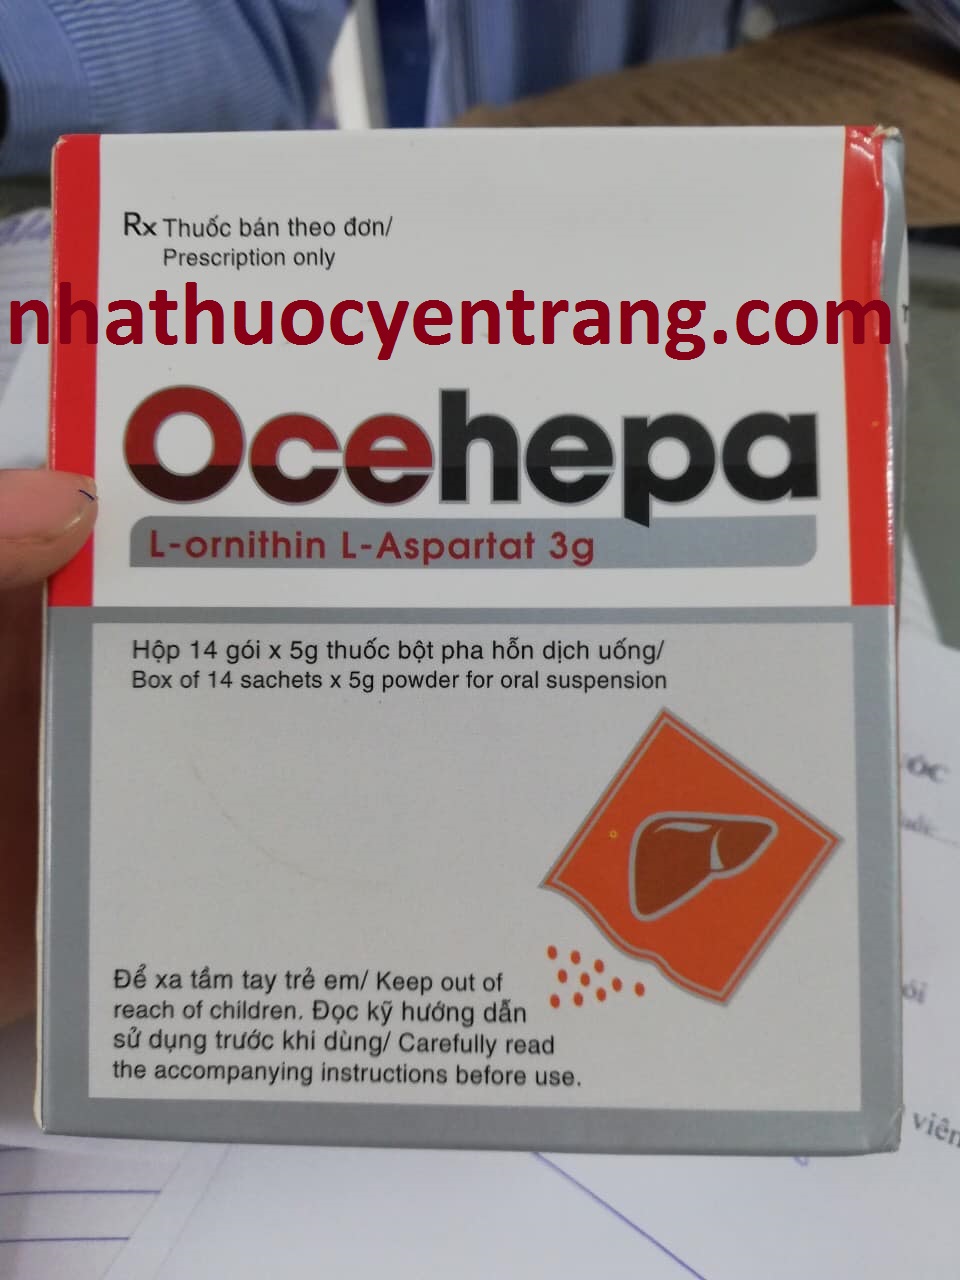 Rx Thuốc bán theo đơn/
Prescription only
nhathuocyentrang.com
Ocehepa
L-ornithin L-Aspartat 3g
Hộp 14 gói x 5g thuốc bột pha hỗn dịch uống/
Box of 14 sachets x 5g powder for oral suspension
Để xa tầm tay trẻ em/ Keep out of
reach of children. Đọc kỹ hướng dẫn
sử dụng trước khi dùng/ Carefully read
the accompanying instructions before use.
viên